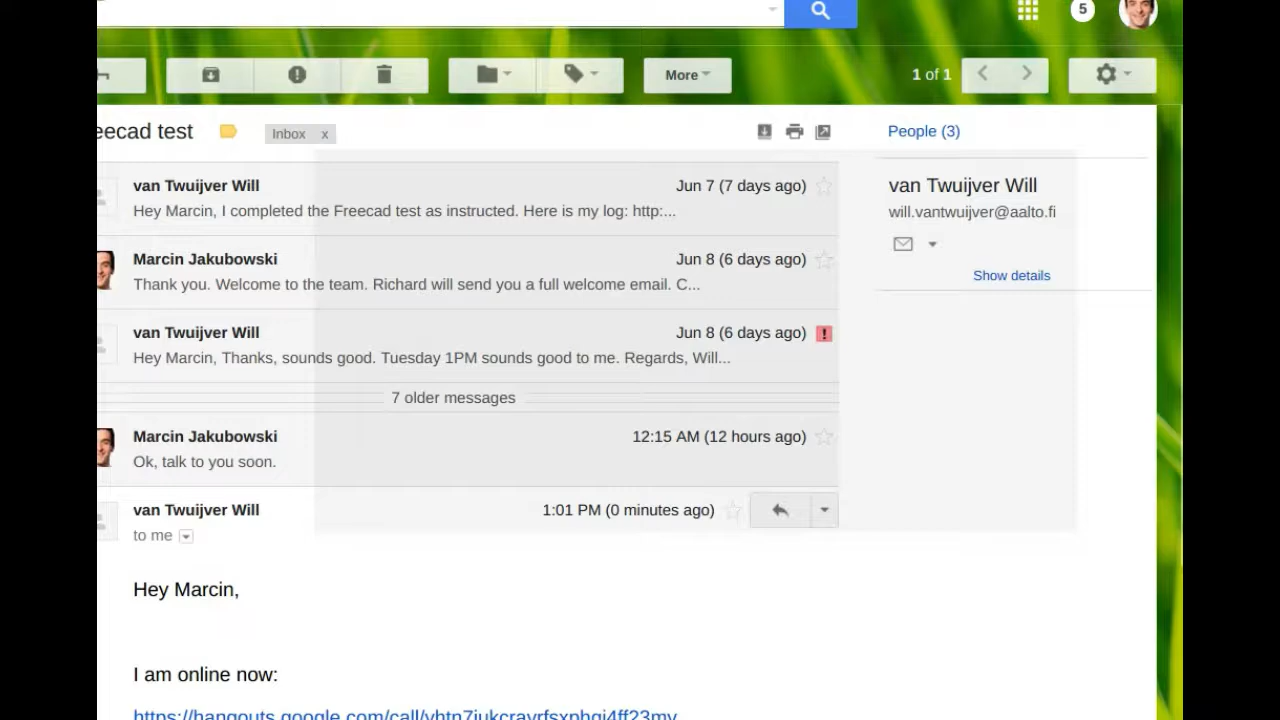 5
More
1 of 1
eecad test
Inbox x
People (3)
van Twuijver Will
Jun 7 (7 days ago)
Hey Marcin, I completed the Freecad test as instructed. Here is my log: http:...
van Twuijver Will
will.vantwuijver@aalto.fi
Show details
Marcin Jakubowski
Jun 8 (6 days ago)
Thank you. Welcome to the team. Richard will send you a full welcome email. C...
van Twuijver Will
Jun 8 (6 days ago)
Hey Marcin, Thanks, sounds good. Tuesday 1PM sounds good to me. Regards, Will...
7 older messages
Marcin Jakubowski
12:15 AM (12 hours ago)
Ok, talk to you soon.
van Twuijver Will
1:01 PM (0 minutes ago)
to me
Hey Marcin,
I am online now: